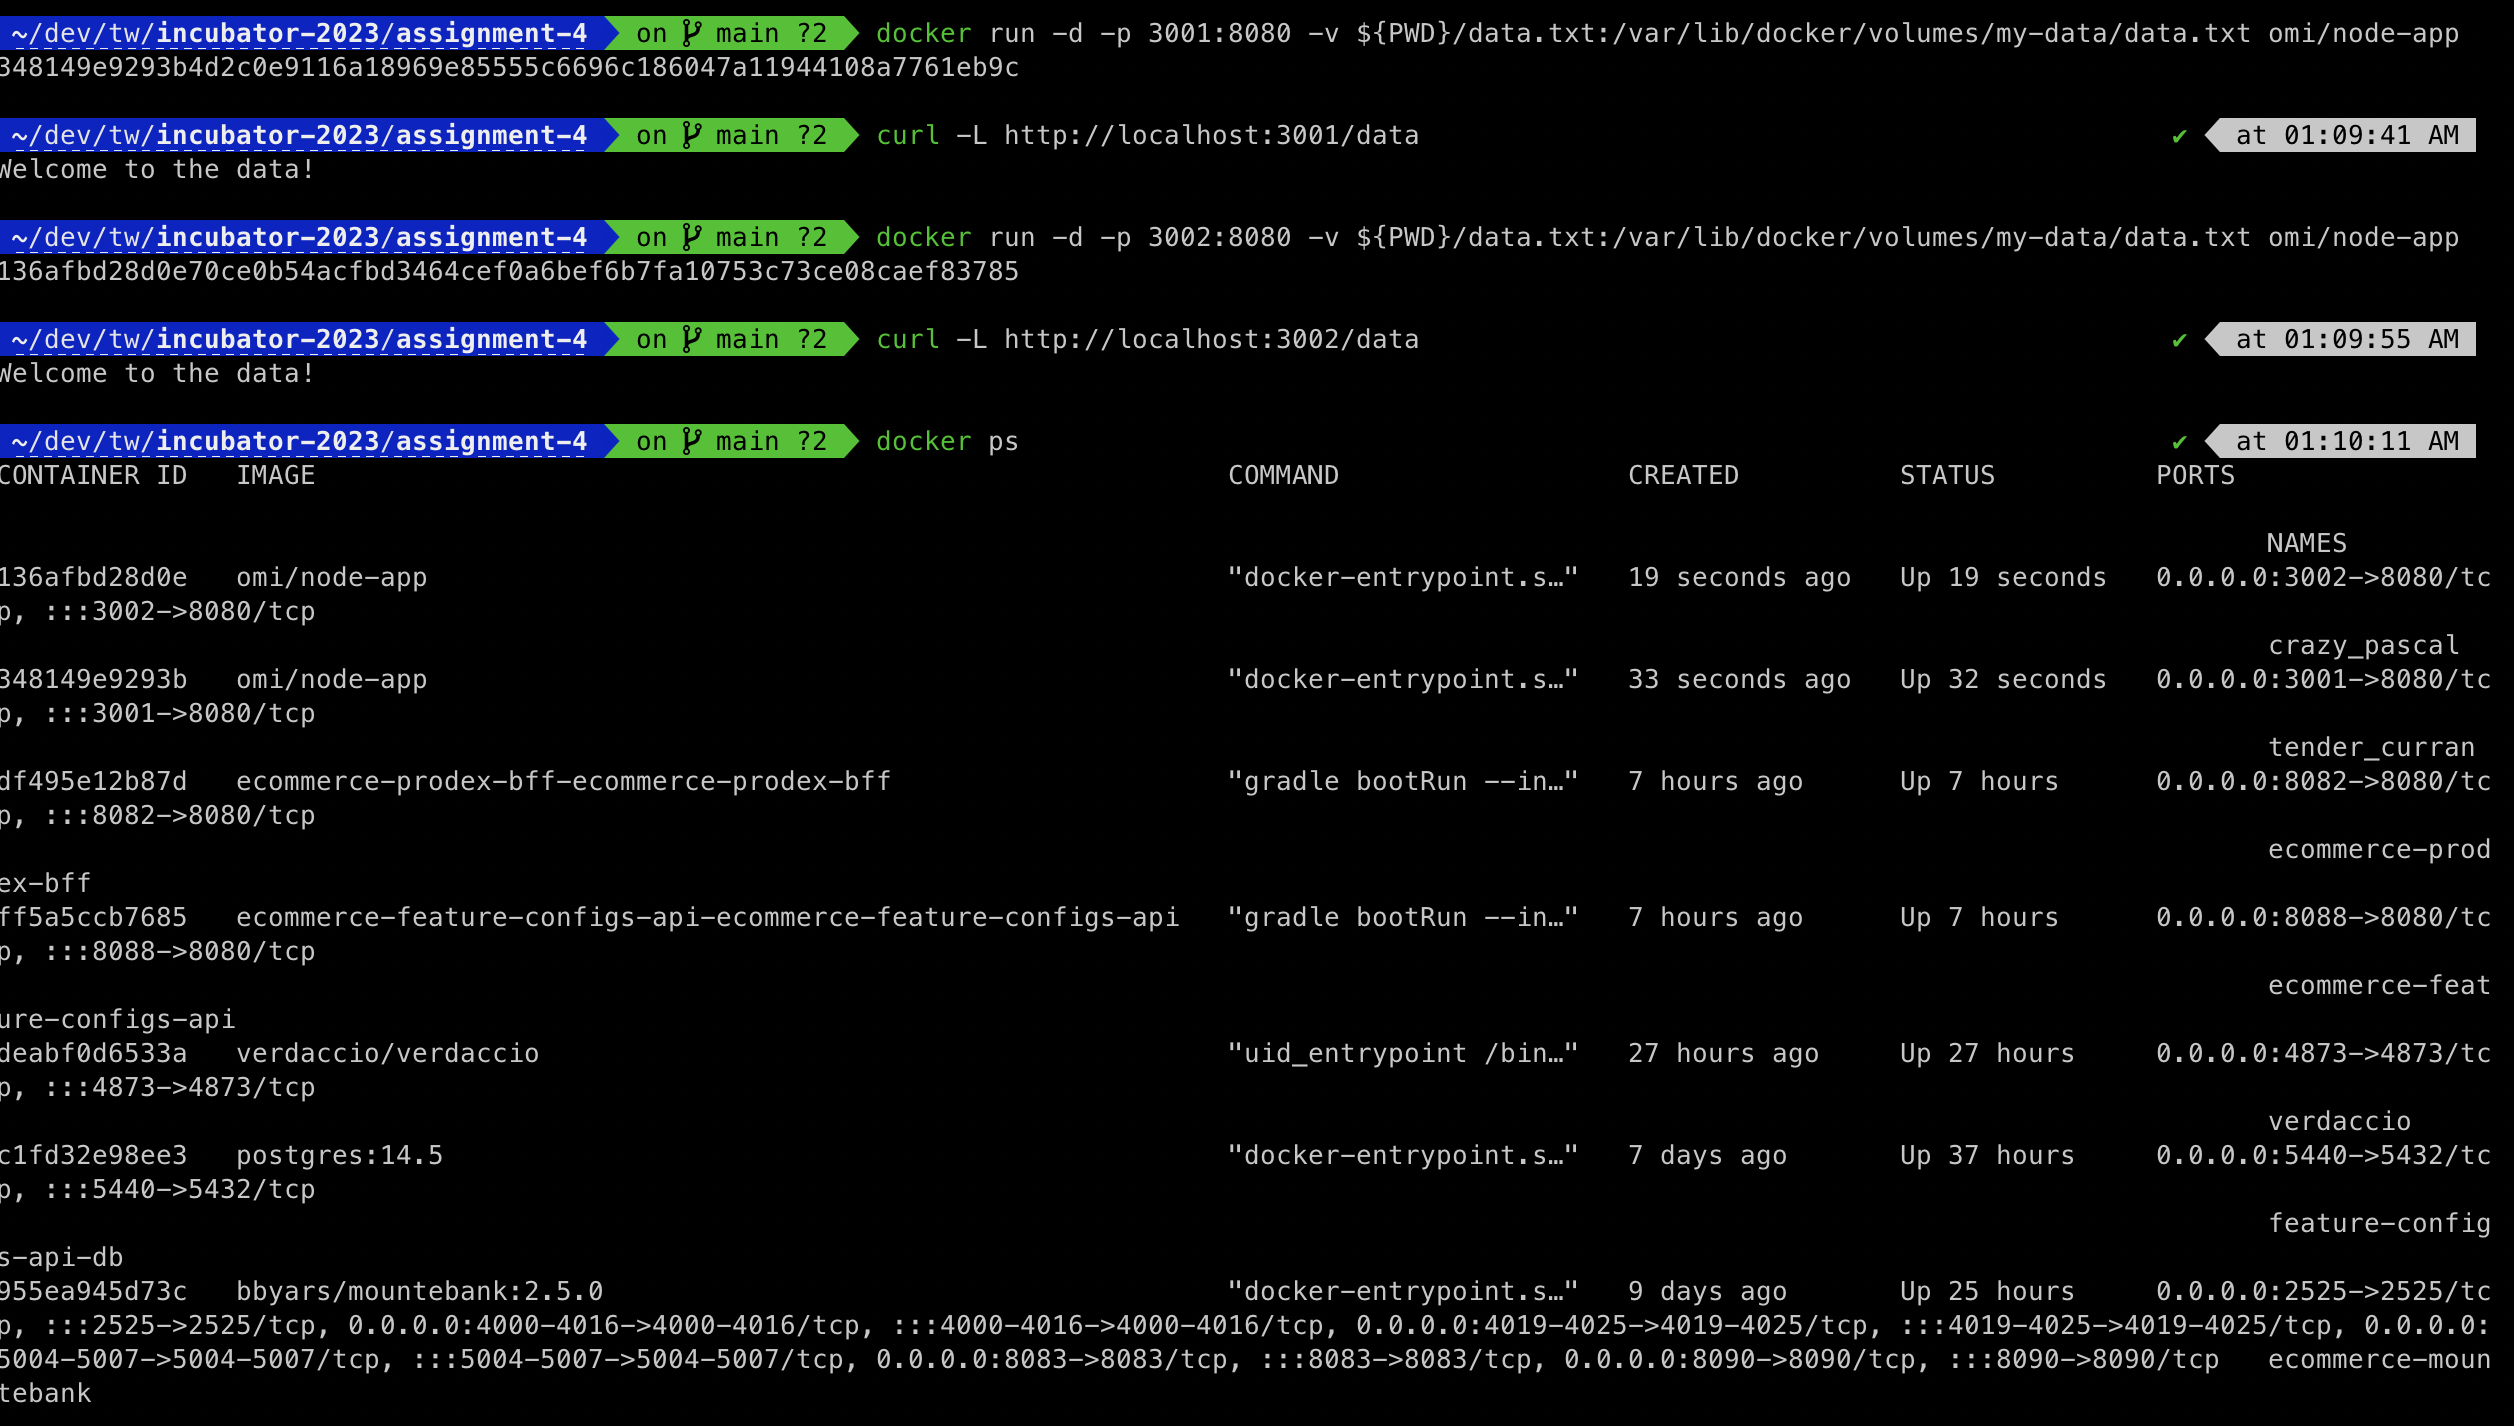 ~/dev/tw/incubator-2023/assignment-4 on main ?2 docker run -d -p 3001:8080 -v ${PWD}/data.txt:/var/lib/docker/volumes/my-data/data.txt omi/node-app
348149e9293b4d2c0e9116a18969e85555c6696c186047a11944108a7761eb9c
~/dev/tw/incubator-2023/assignment-4 on main ?2 curl -L http://localhost:3001/data ✔ at 01:09:41 AM
Welcome to the data!
~/dev/tw/incubator-2023/assignment-4 on main ?2 docker run -d -p 3002:8080 -v ${PWD}/data.txt:/var/lib/docker/volumes/my-data/data.txt omi/node-app
136afbd28d0e70ce0b54acfbd3464cef0a6bef6b7fa10753c73ce08caef83785
~/dev/tw/incubator-2023/assignment-4 on main ?2 curl -L http://localhost:3002/data ✔ at 01:09:55 AM
Welcome to the data!
~/dev/tw/incubator-2023/assignment-4 on main ?2 docker ps ✔ at 01:10:11 AM
CONTAINER ID IMAGE COMMAND CREATED STATUS PORTS
NAMES
136afbd28d0e omi/node-app "docker-entrypoint.s…" 19 seconds ago Up 19 seconds 0.0.0.0:3002->8080/tc
p, :::3002->8080/tcp
crazy_pascal
348149e9293b omi/node-app "docker-entrypoint.s…" 33 seconds ago Up 32 seconds 0.0.0.0:3001->8080/tc
p, :::3001->8080/tcp
tender_curran
df495e12b87d ecommerce-prodex-bff-ecommerce-prodex-bff "gradle bootRun --in…" 7 hours ago Up 7 hours 0.0.0.0:8082->8080/tc
p, :::8082->8080/tcp
ecommerce-prod
ex-bff
ff5a5ccb7685 ecommerce-feature-configs-api-ecommerce-feature-configs-api "gradle bootRun --in…" 7 hours ago Up 7 hours 0.0.0.0:8088->8080/tc
p, :::8088->8080/tcp
ecommerce-feat
ure-configs-api
deabf0d6533a verdaccio/verdaccio "uid_entrypoint /bin…" 27 hours ago Up 27 hours 0.0.0.0:4873->4873/tc
p, :::4873->4873/tcp
verdaccio
c1fd32e98ee3 postgres:14.5 "docker-entrypoint.s…" 7 days ago Up 37 hours 0.0.0.0:5440->5432/tc
p, :::5440->5432/tcp
feature-config
s-api-db
955ea945d73c bbyars/mountebank:2.5.0 "docker-entrypoint.s…" 9 days ago Up 25 hours 0.0.0.0:2525->2525/tc
p, :::2525->2525/tcp, 0.0.0.0:4000-4016->4000-4016/tcp, :::4000-4016->4000-4016/tcp, 0.0.0.0:4019-4025->4019-4025/tcp, :::4019-4025->4019-4025/tcp, 0.0.0.0:
5004-5007->5004-5007/tcp, :::5004-5007->5004-5007/tcp, 0.0.0.0:8083->8083/tcp, :::8083->8083/tcp, 0.0.0.0:8090->8090/tcp, :::8090->8090/tcp ecommerce-moun
tebank